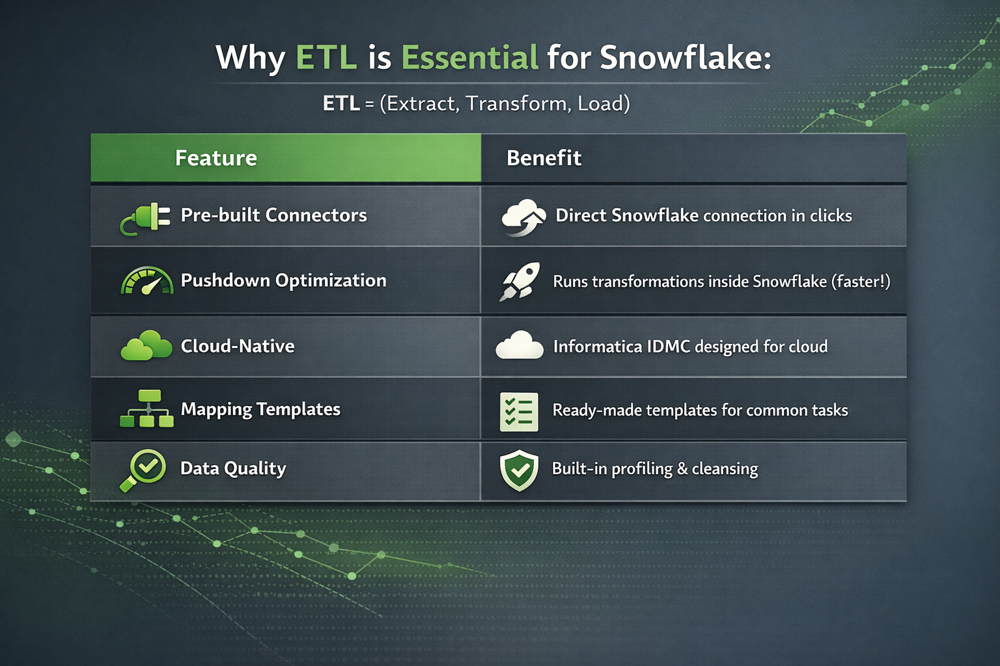 Why ETL is Essential for Snowflake:
ETL = (Extract, Transform, Load)
Feature
Benefit
Pre-built Connectors
Direct Snowflake connection in clicks
Pushdown Optimization
Runs transformations inside Snowflake (faster!)
Cloud-Native
Informatica IDMC designed for cloud
Mapping Templates
Ready-made templates for common tasks
Data Quality
Built-in profiling & cleansing